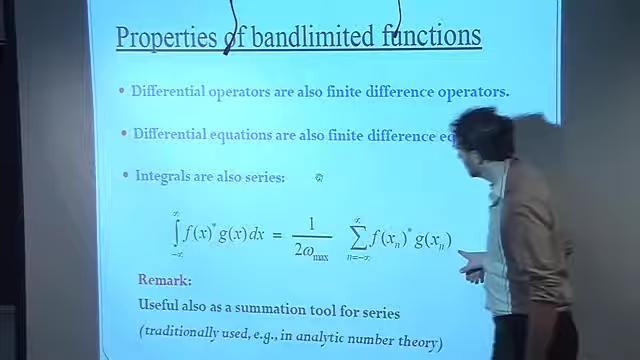 Properties of bandlimited functions
• Differential operators are also finite difference operators.
• Differential equations are also finite difference
• Integrals are also series:
∫_{-∞}^{∞} f(x)* g(x) dx = 1/(2ω_max) ∑_{n=-∞}^{∞} f(x_n)* g(x_n)
Remark:
Useful also as a summation tool for series
(traditionally used, e.g., in analytic number theory)